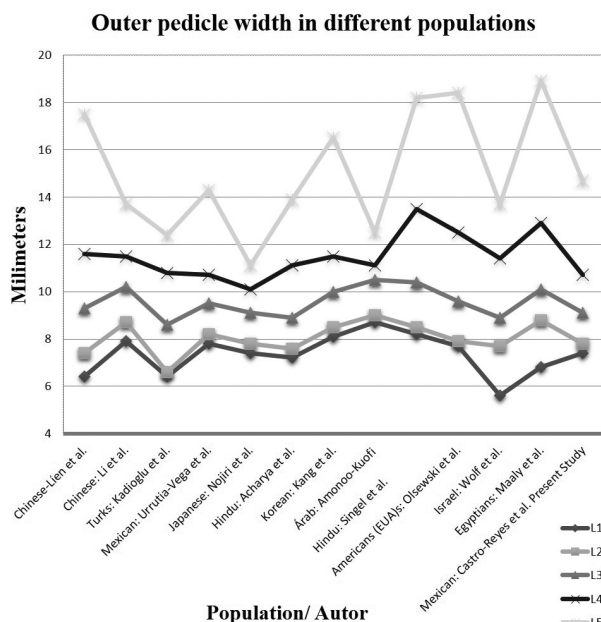 Outer pedicle width in different populations
20
18
16
14
12
10
8
6
4
Milimeters
Chinese-Lien et al.
Chinese: Li et al.
Turks: Kadioglu et al.
Mexican: Urrutia-Vega et al.
Japanese: Nojiri et al.
Hindu: Acharya et al.
Korean: Kang et al.
Árab: Amonoo-Kuofi
Hindu: Singel et al.
Americans (EUA)s: Olsewski et al.
Israel: Wolf et al.
Egyptians: Maaly et al.
Mexican: Castro-Reyes et al. Present Study
Population/ Autor
L1
L2
L3
L4
L5